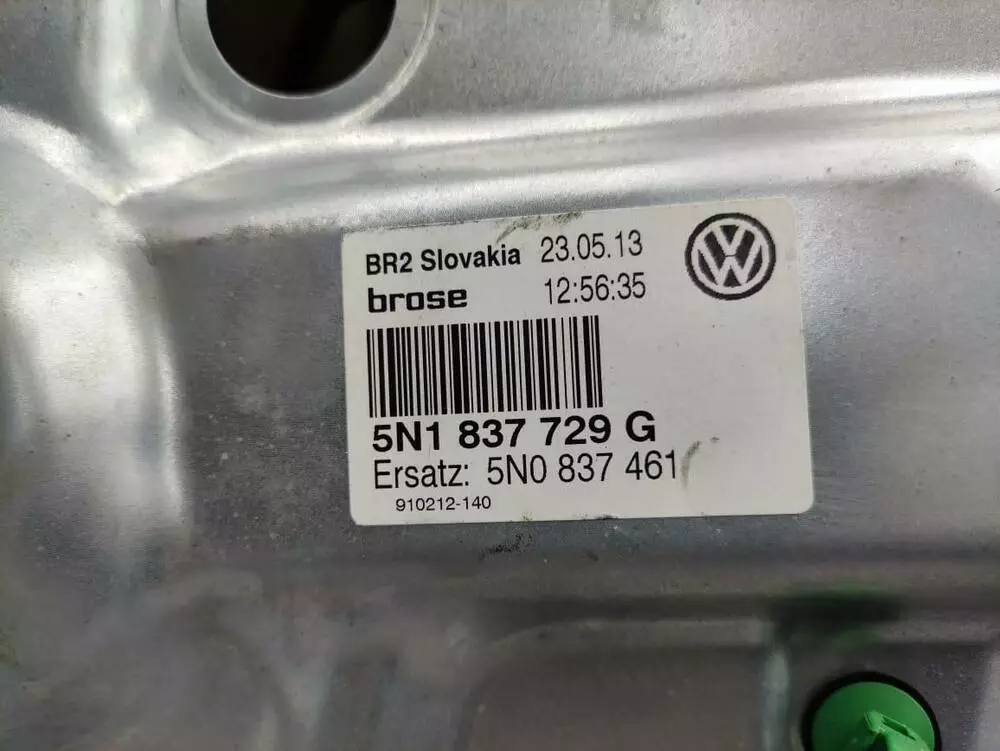 BR2 Slovakia 23.05.13
brose 12:56:35
5N1 837 729 G
Ersatz: 5N0 837 461
910212-140